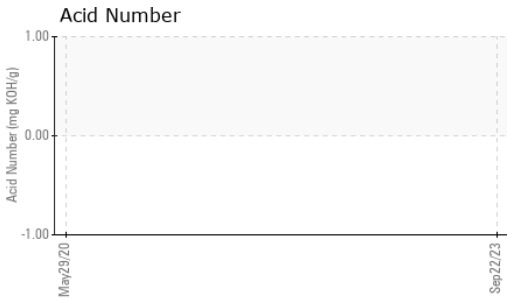 Acid Number
1.00
0.00
-1.00
Acid Number (mg KOH/g)
May29/20
Sep22/23